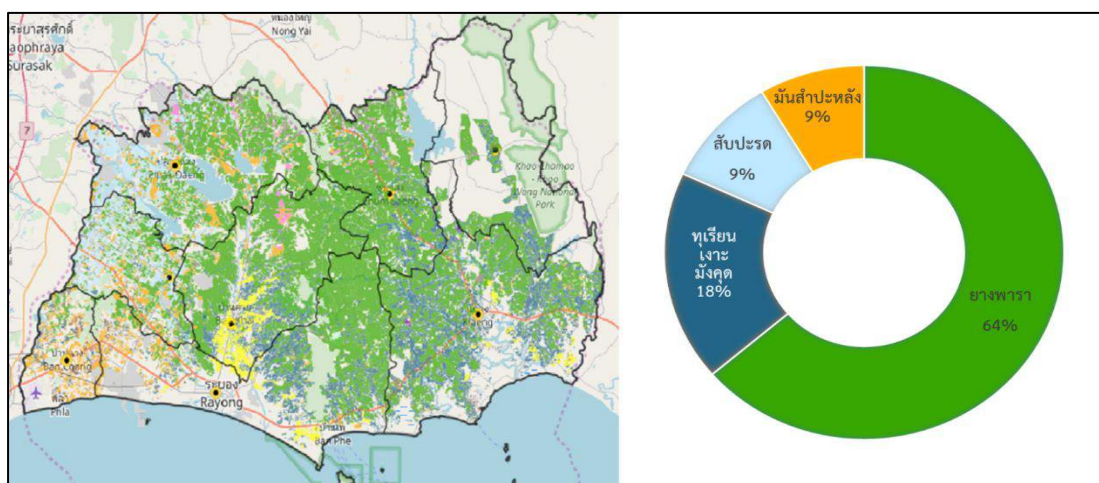 หนองใหญ่
Nong Yai
ระยาสุรศักดิ์
aophraya
Surasak
7
Khao Chamao
- Khao
Wong National
Park
ระยอง
Rayong
Phla
Ban Phe
มันสำปะหลัง
9%
สับปะรด
9%
ทุเรียน
เงาะ
มังคุด
18%
ยางพารา
64%